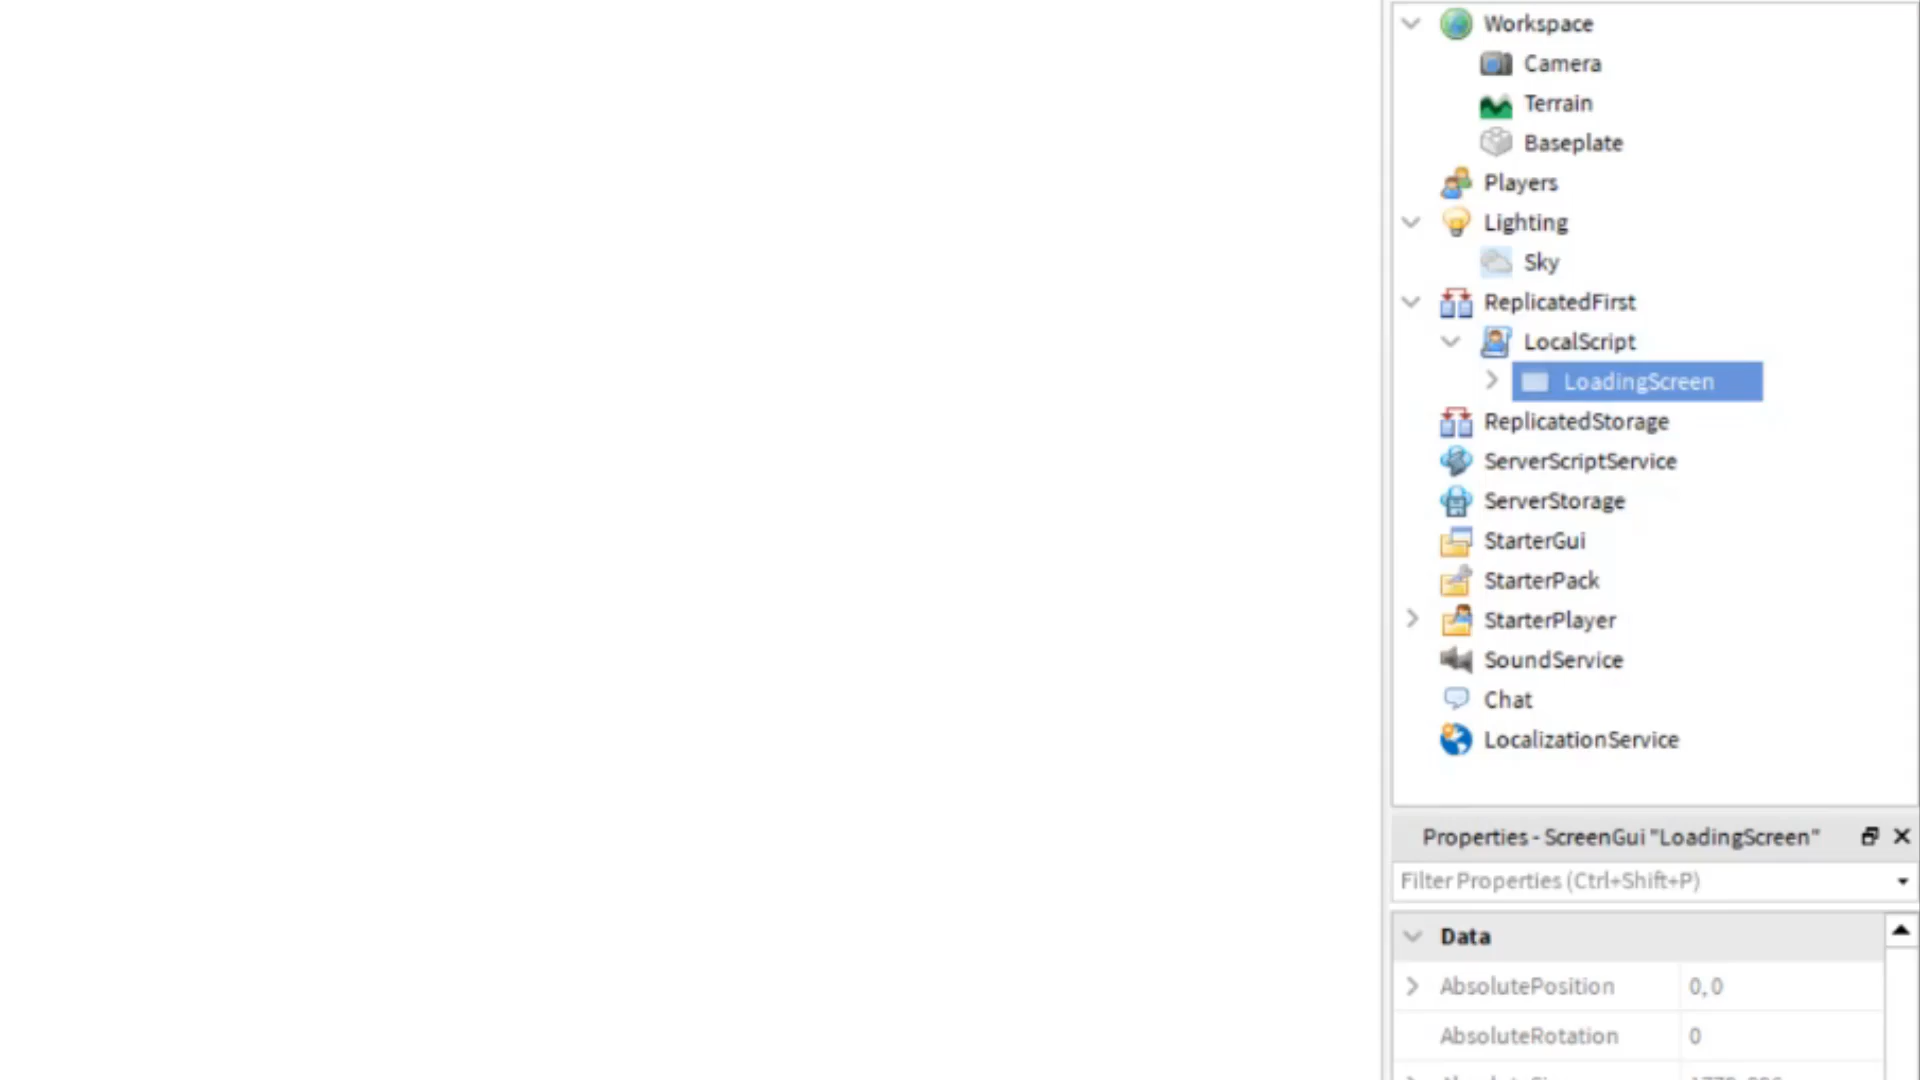 Workspace
Camera
Terrain
Baseplate
Players
Lighting
Sky
ReplicatedFirst
LocalScript
LoadingScreen
ReplicatedStorage
ServerScriptService
ServerStorage
StarterGui
StarterPack
StarterPlayer
SoundService
Chat
LocalizationService
Properties - ScreenGui "LoadingScreen"
Filter Properties (Ctrl+Shift+P)
Data
AbsolutePosition 0, 0
AbsoluteRotation 0